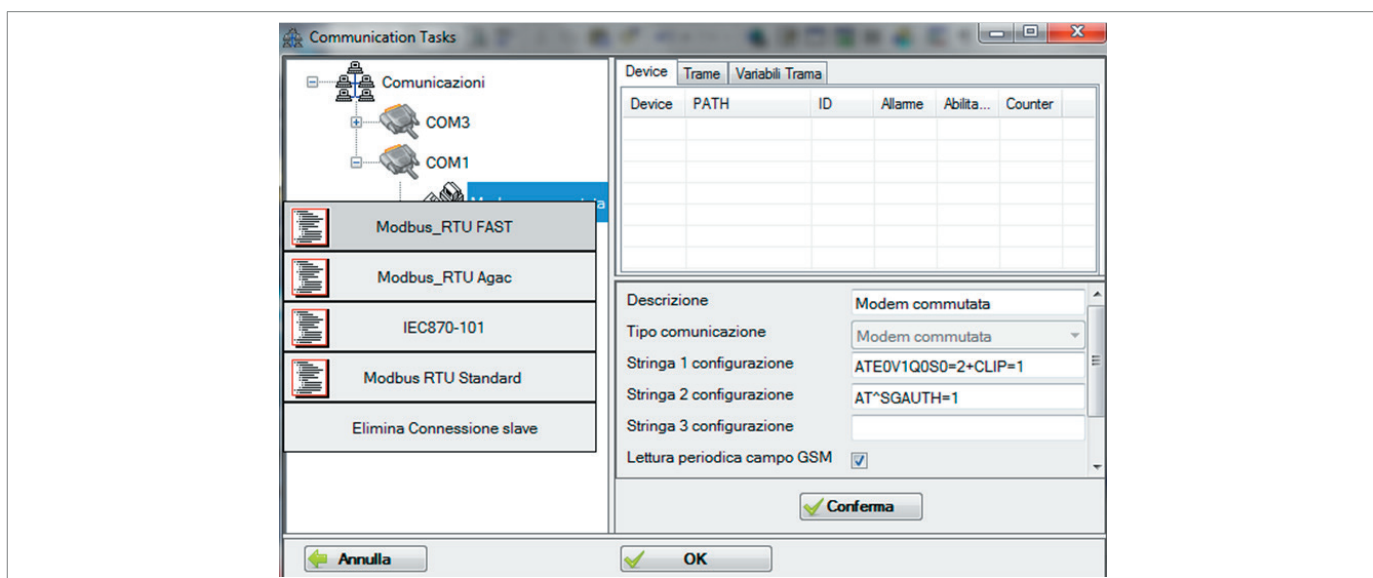 Communication Tasks
Comunicazioni
COM3
COM1
Modbus_RTU FAST
Modbus_RTU Agac
IEC870-101
Modbus RTU Standard
Elimina Connessione slave
Device Trame Variabili Trama
Device PATH ID Allarme Abilita... Counter
Descrizione Modem commutata
Tipo comunicazione Modem commutata
Stringa 1 configurazione ATE0V1Q0S0=2+CLIP=1
Stringa 2 configurazione AT^SGAUTH=1
Stringa 3 configurazione
Lettura periodica campo GSM
Conferma
Annulla OK